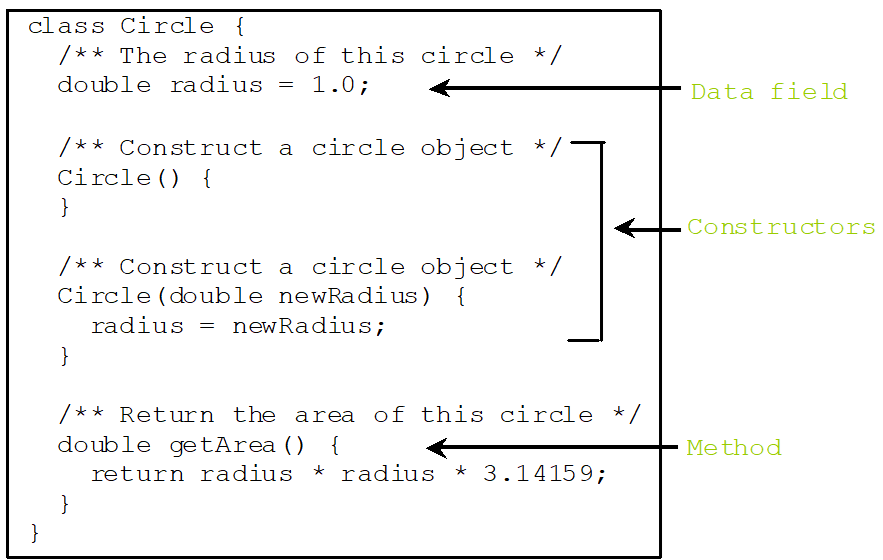 class Circle {
/** The radius of this circle */
double radius = 1.0;
Data field
/** Construct a circle object */
Circle() {
}
Constructors
/** Construct a circle object */
Circle(double newRadius) {
radius = newRadius;
}
/** Return the area of this circle */
double getArea() {
Method
return radius * radius * 3.14159;
}
}